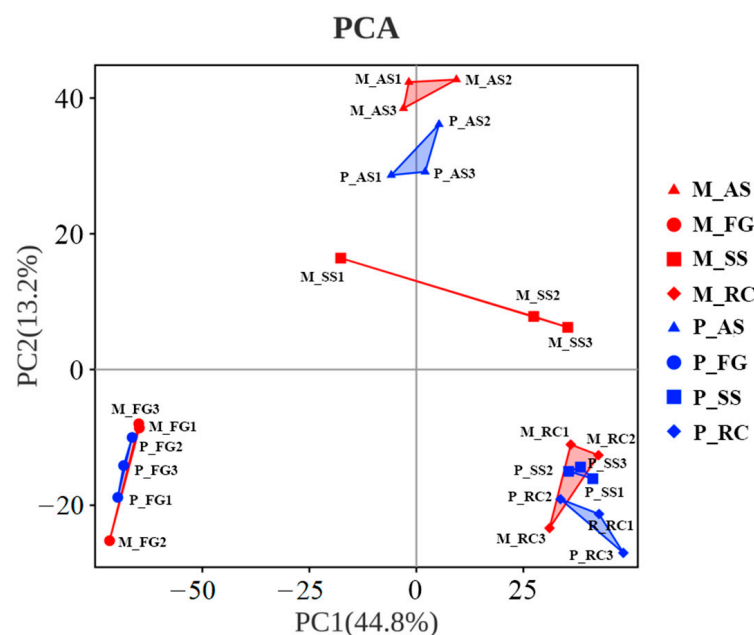 PCA
M_AS1
M_AS2
M_AS3
P_AS2
P_AS1
P_AS3
M_SS1
M_SS2
M_SS3
M_FG3
M_FG1
P_FG2
P_FG3
P_FG1
M_FG2
M_RC1
M_RC2
P_SS2
P_SS3
P_SS1
P_RC2
R_RC1
M_RC3
P_RC3
40
20
0
−20
−50
−25
0
25
PC1(44.8%)
PC2(13.2%)
M_AS
M_FG
M_SS
M_RC
P_AS
P_FG
P_SS
P_RC